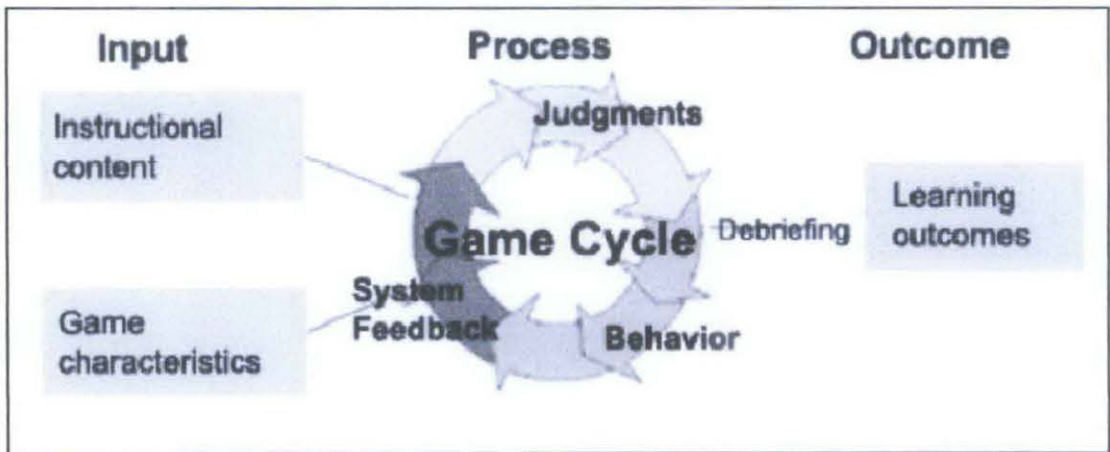 Input
Process
Outcome
Instructional
content
Judgments
Learning
outcomes
Game Cycle
Debriefing
System
Feedback
Game
characteristics
Behavior